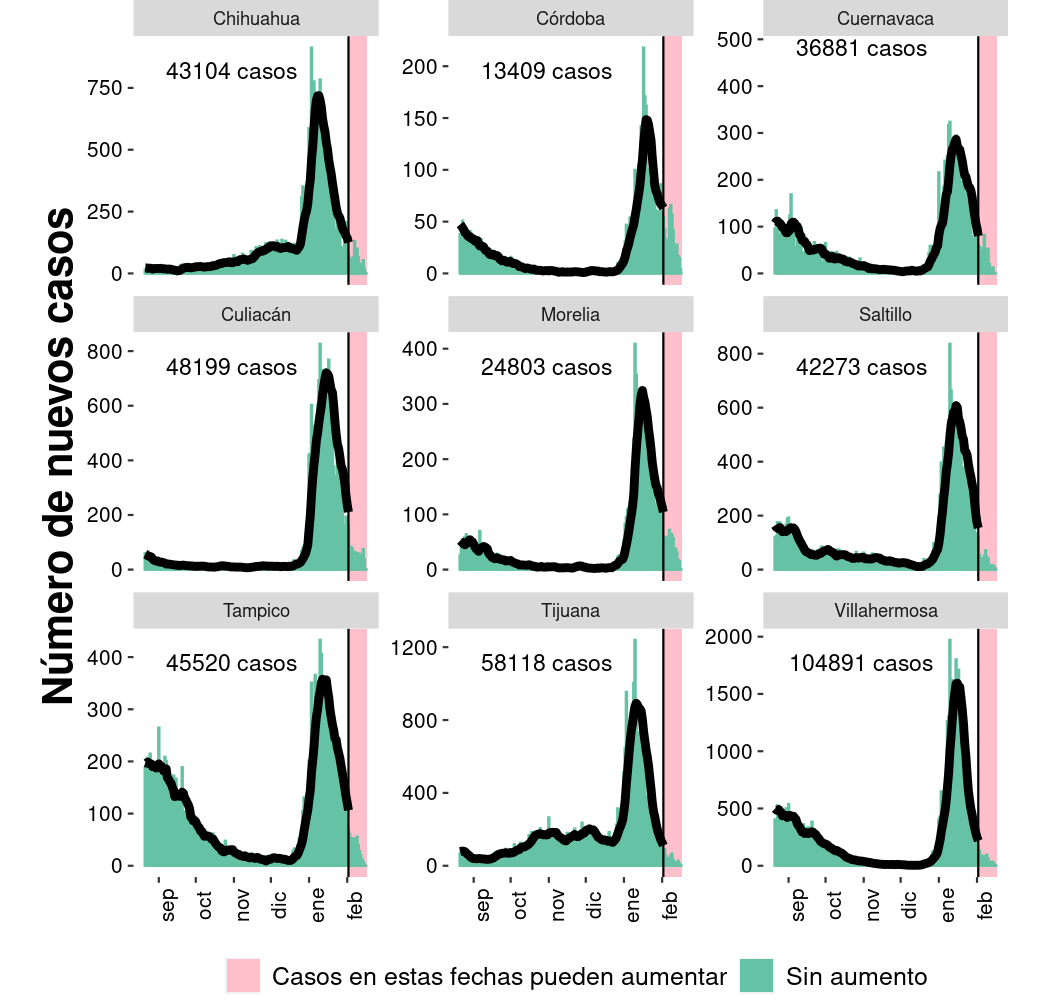 Número de nuevos casos
Chihuahua
43104 casos
750
500
250
0
Córdoba
13409 casos
200
150
100
50
0
Cuernavaca
36881 casos
500
400
300
200
100
0
Culiacán
48199 casos
800
600
400
200
0
Morelia
24803 casos
400
300
200
100
0
Saltillo
42273 casos
800
600
400
200
0
Tampico
45520 casos
400
300
200
100
0
sep oct nov dic ene feb
Tijuana
58118 casos
1200
800
400
0
sep oct nov dic ene feb
Villahermosa
104891 casos
2000
1500
1000
500
0
sep oct nov dic ene feb
Casos en estas fechas pueden aumentar
Sin aumento